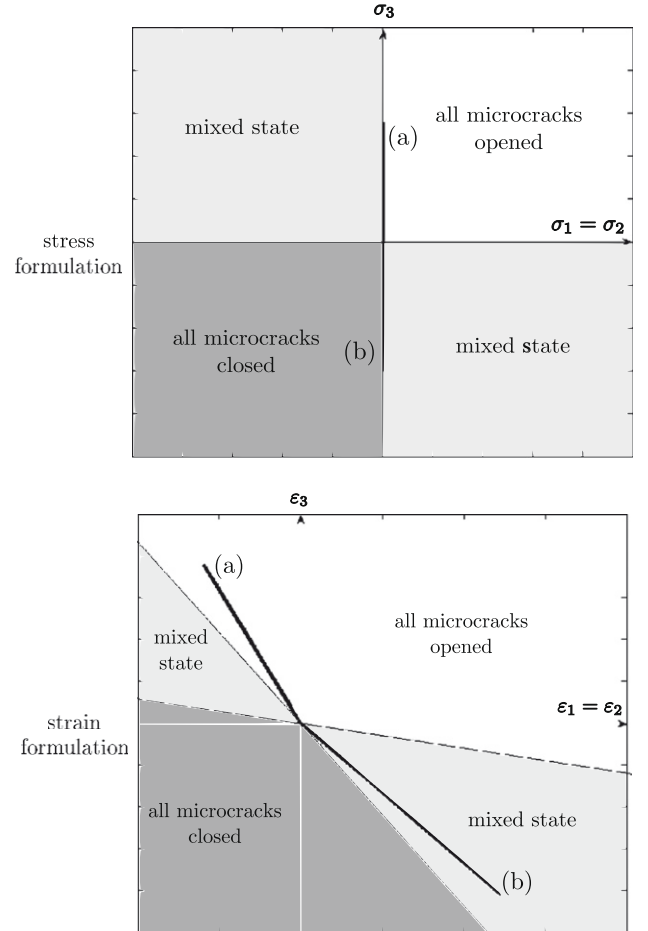 σ₃
mixed state
all microcracks
opened
(a)
σ₁ = σ₂
stress
formulation
all microcracks
closed
(b)
mixed state
ε₃
(a)
all microcracks
opened
mixed
state
ε₁ = ε₂
strain
formulation
all microcracks
closed
mixed state
(b)